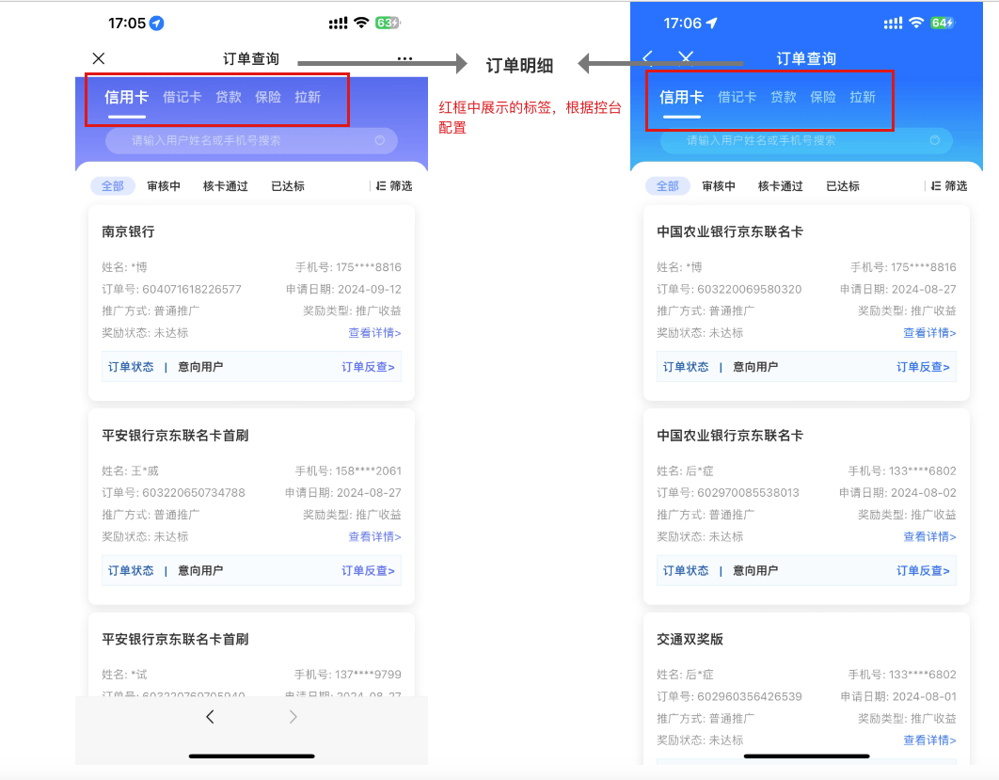 17:05
63
订单查询
信用卡 借记卡 贷款 保险 拉新
请输入用户姓名或手机号搜索
全部 审核中 核卡通过 已达标 筛选
南京银行
姓名: *博 手机号: 175****8816
订单号: 604071618226577 申请日期: 2024-09-12
推广方式: 普通推广 奖励类型: 推广收益
奖励状态: 未达标 查看详情>
订单状态 | 意向用户 订单反查>
平安银行京东联名卡首刷
姓名: 王*威 手机号: 158****2061
订单号: 603220650734788 申请日期: 2024-08-27
推广方式: 普通推广 奖励类型: 推广收益
奖励状态: 未达标 查看详情>
订单状态 | 意向用户 订单反查>
平安银行京东联名卡首刷
姓名: *试 手机号: 137****9799
订单号: 603220769705940 申请日期: 2024-08-27
订单明细
红框中展示的标签，根据控台
配置
17:06
64
订单查询
信用卡 借记卡 贷款 保险 拉新
请输入用户姓名或手机号搜索
全部 审核中 核卡通过 已达标 筛选
中国农业银行京东联名卡
姓名: *博 手机号: 175****8816
订单号: 603220069580320 申请日期: 2024-08-27
推广方式: 普通推广 奖励类型: 推广收益
奖励状态: 未达标 查看详情>
订单状态 | 意向用户 订单反查>
中国农业银行京东联名卡
姓名: 后*症 手机号: 133****6802
订单号: 602970085538013 申请日期: 2024-08-02
推广方式: 普通推广 奖励类型: 推广收益
奖励状态: 未达标 查看详情>
订单状态 | 意向用户 订单反查>
交通双奖版
姓名: 后*症 手机号: 133****6802
订单号: 602960356426539 申请日期: 2024-08-01
推广方式: 普通推广 奖励类型: 推广收益
奖励状态: 未达标 查看详情>